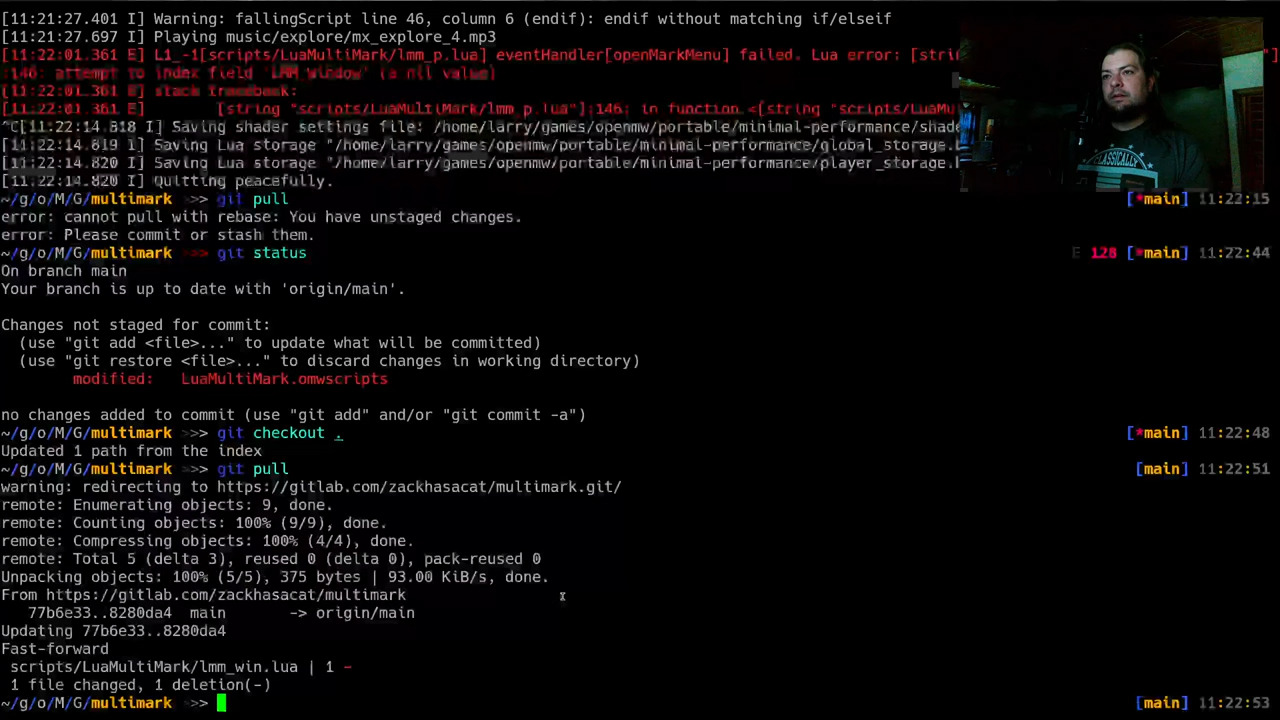 [11:21:27.401 I] Warning: fallingScript line 46, column 6 (endif): endif without matching if/elseif
[11:21:27.697 I] Playing music/explore/mx_explore_4.mp3
[11:22:01.361 E] L1_-1[scripts/LuaMultiMark/lmm_p.lua] eventHandler[openMarkMenu] failed. Lua error: [stri
:146: attempt to index field 'LMM_window' (a nil value)
[11:22:01.361 E] stack traceback:
[11:22:01.361 E]         [string "scripts/LuaMultiMark/lmm_p.lua"]:146: in function <[string "scripts/LuaMu
^C[11:22:14.818 I] Saving shader settings file: /home/larry/games/openmw/portable/minimal-performance/shade
[11:22:14.819 I] Saving Lua storage "/home/larry/games/openmw/portable/minimal-performance/global_storage.
[11:22:14.820 I] Saving Lua storage "/home/larry/games/openmw/portable/minimal-performance/player_storage.
[11:22:14.820 I] Quitting peacefully.
CLASSICALLY
~/g/o/M/G/multimark >>> git pull [*main] 11:22:15
error: cannot pull with rebase: You have unstaged changes.
error: Please commit or stash them.
~/g/o/M/G/multimark >>> git status E 128 [*main] 11:22:44
On branch main
Your branch is up to date with 'origin/main'.
Changes not staged for commit:
(use "git add <file>..." to update what will be committed)
(use "git restore <file>..." to discard changes in working directory)
modified:   LuaMultiMark.omwscripts
no changes added to commit (use "git add" and/or "git commit -a")
~/g/o/M/G/multimark >>> git checkout . [*main] 11:22:48
Updated 1 path from the index
~/g/o/M/G/multimark >>> git pull [main] 11:22:51
warning: redirecting to https://gitlab.com/zackhasacat/multimark.git/
remote: Enumerating objects: 9, done.
remote: Counting objects: 100% (9/9), done.
remote: Compressing objects: 100% (4/4), done.
remote: Total 5 (delta 3), reused 0 (delta 0), pack-reused 0
Unpacking objects: 100% (5/5), 375 bytes | 93.00 KiB/s, done.
From https://gitlab.com/zackhasacat/multimark
77b6e33..8280da4  main       -> origin/main
Updating 77b6e33..8280da4
Fast-forward
scripts/LuaMultiMark/lmm_win.lua | 1 -
1 file changed, 1 deletion(-)
~/g/o/M/G/multimark >>> [main] 11:22:53